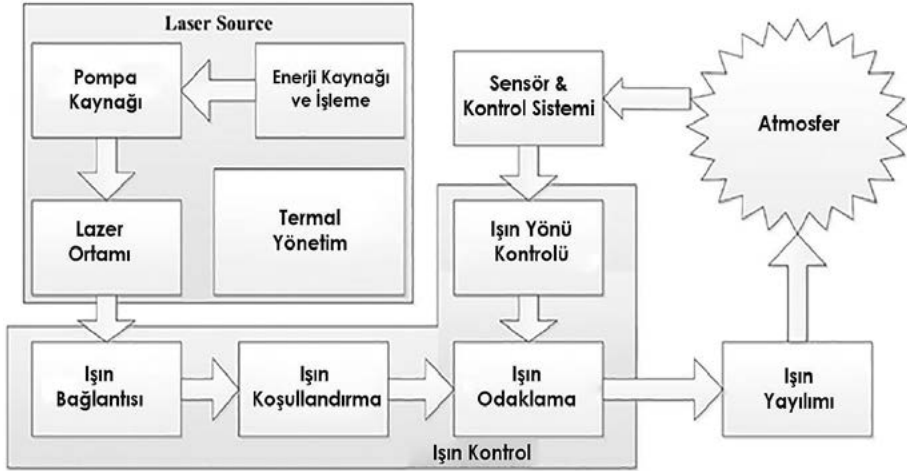 Laser Source
Pompa
Kaynağı
Enerji Kaynağı
ve İşleme
Sensör &
Kontrol Sistemi
Atmosfer
Lazer
Ortamı
Termal
Yönetim
Işın Yönü
Kontrolü
Işın
Bağlantısı
Işın
Koşullandırma
Işın
Odaklama
Işın
Yayılımı
Işın Kontrol